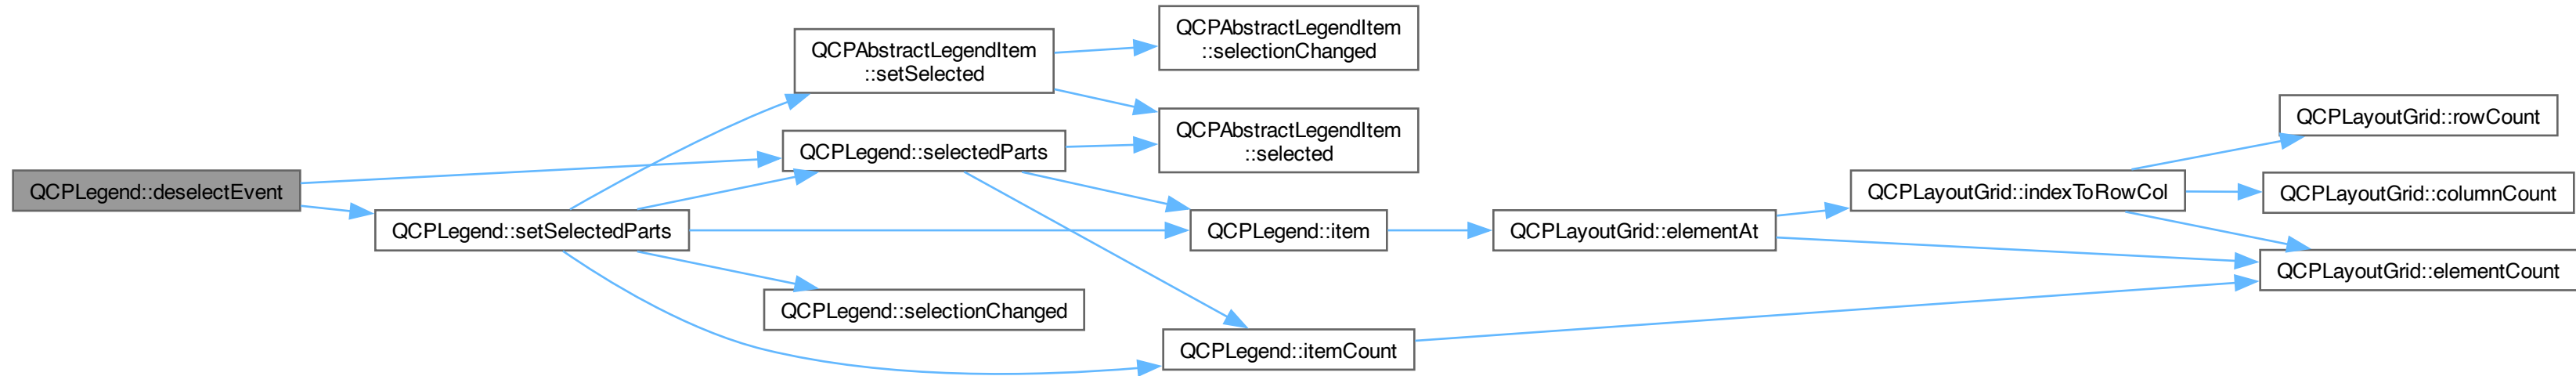 QCPLegend::deselectEvent
QCPAbstractLegendItem
::setSelected
QCPLegend::selectedParts
QCPLegend::setSelectedParts
QCPLegend::selectionChanged
QCPAbstractLegendItem
::selectionChanged
QCPAbstractLegendItem
::selected
QCPLegend::item
QCPLegend::itemCount
QCPLayoutGrid::elementAt
QCPLayoutGrid::indexToRowCol
QCPLayoutGrid::rowCount
QCPLayoutGrid::columnCount
QCPLayoutGrid::elementCount